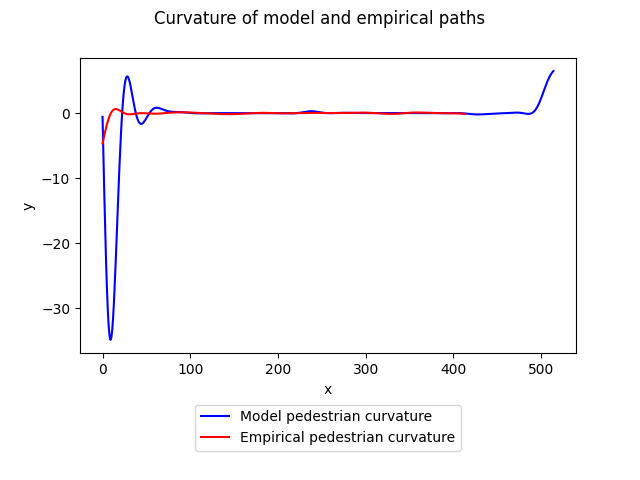 Curvature of model and empirical paths
0
−10
−20
−30
y
0 100 200 300 400 500
x
Model pedestrian curvature
Empirical pedestrian curvature